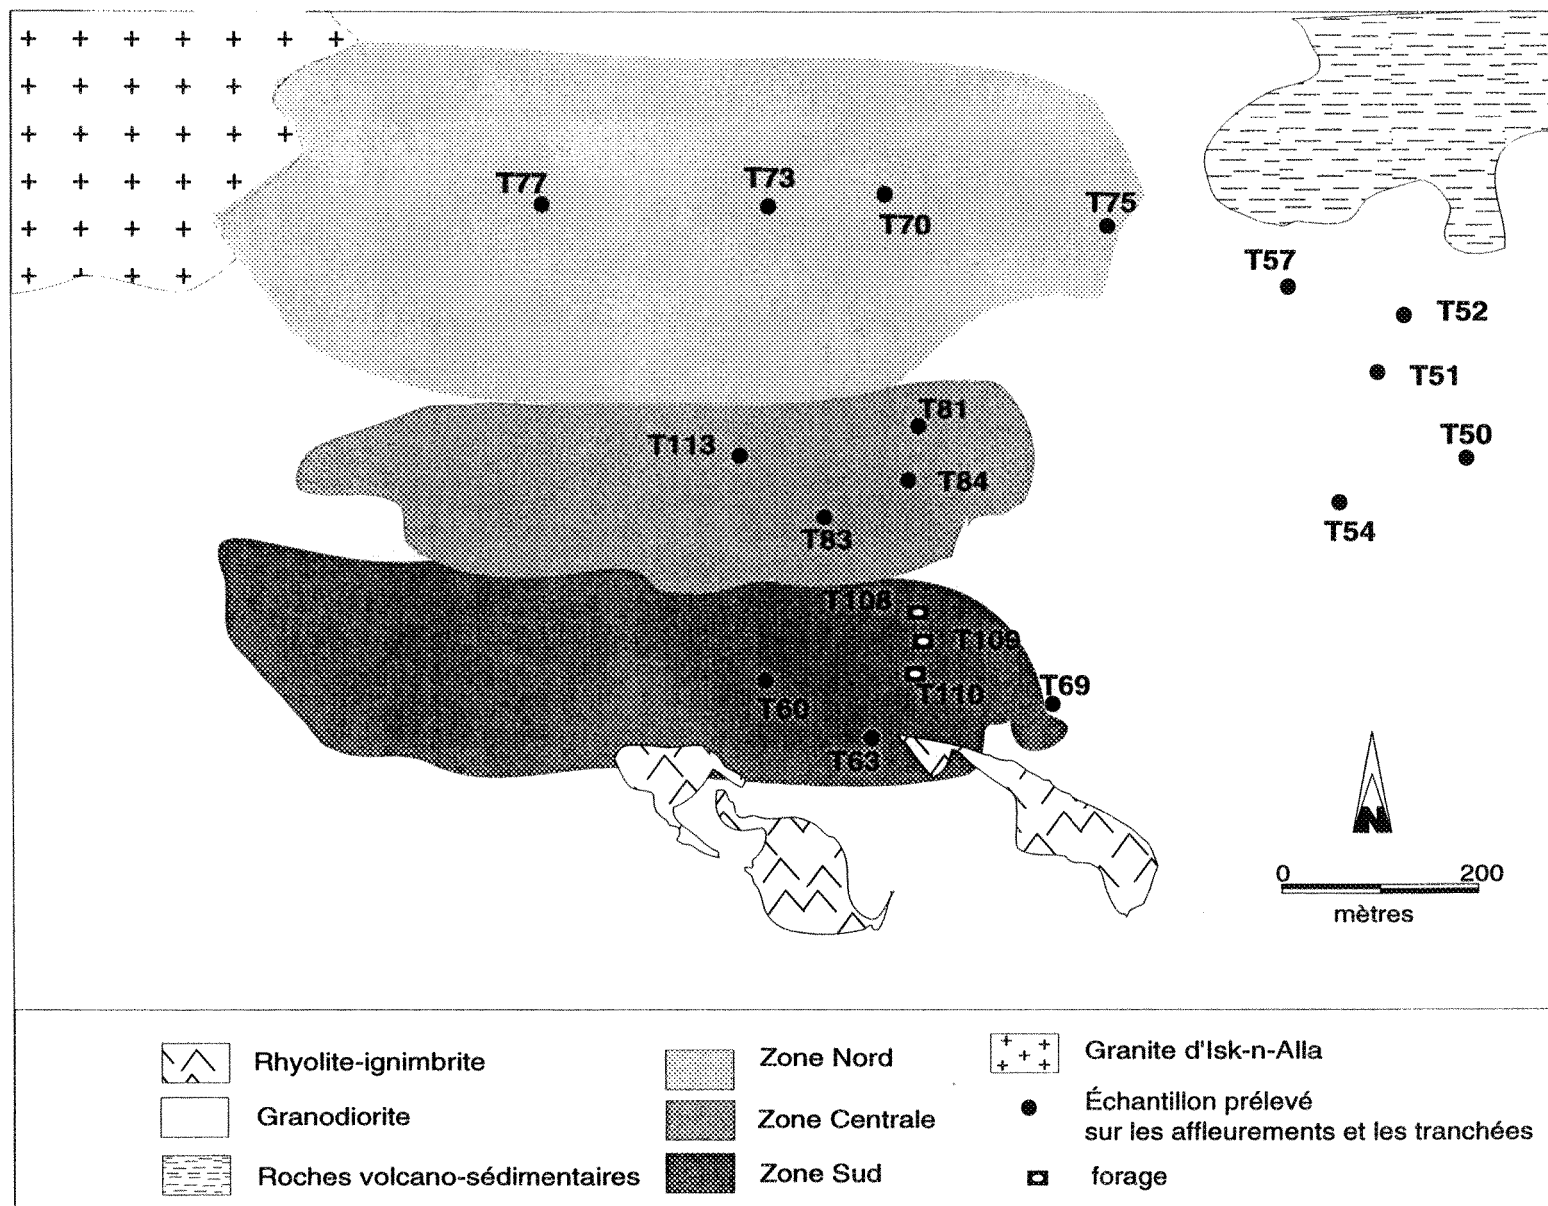 T77
T73
T70
T75
T57
T52
T51
T81
T113
T50
T84
T83
T54
T108
T109
T110
T69
T60
T63
N
0 200
mètres
Rhyolite-ignimbrite
Granodiorite
Roches volcano-sédimentaires
Zone Nord
Zone Centrale
Zone Sud
Granite d'Isk-n-Alla
Échantillon prélevé
sur les affleurements et les tranchées
forage